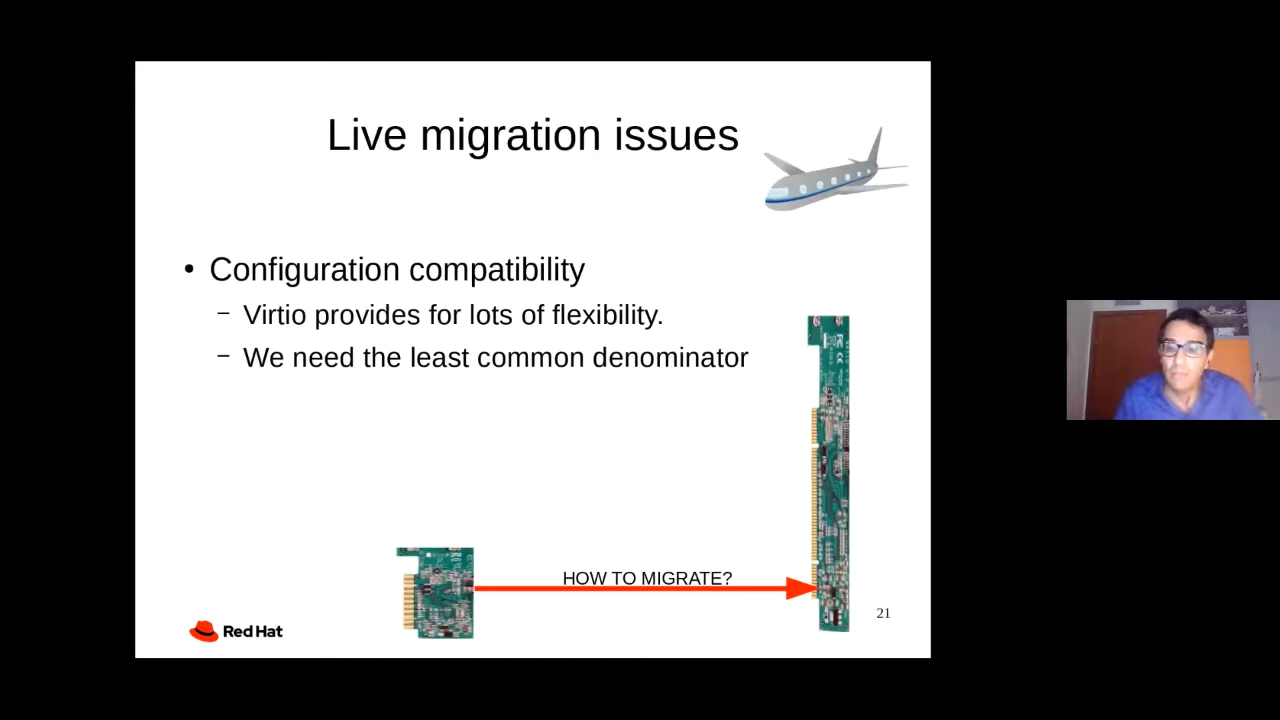 Live migration issues
• Configuration compatibility
– Virtio provides for lots of flexibility.
– We need the least common denominator
HOW TO MIGRATE?
21
Red Hat